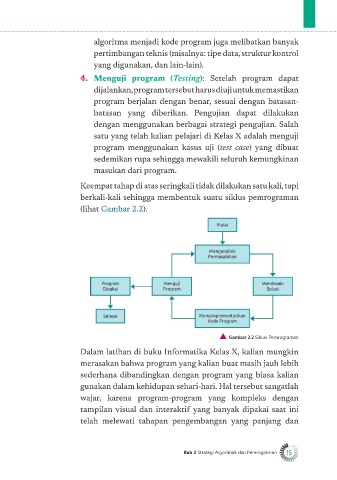 algoritma menjadi kode program juga melibatkan banyak
pertimbangan teknis (misalnya: tipe data, struktur kontrol
yang digunakan, dan lain-lain).
4. Menguji program (Testing): Setelah program dapat
dijalankan, program tersebut harus diuji untuk memastikan
program berjalan dengan benar, sesuai dengan batasan-
batasan yang diberikan. Pengujian dapat dilakukan
dengan menggunakan berbagai strategi pengujian. Salah
satu yang telah kalian pelajari di Kelas X adalah menguji
program menggunakan kasus uji (test case) yang dibuat
sedemikan rupa sehingga mewakili seluruh kemungkinan
masukan dari program.
Keempat tahap di atas seringkali tidak dilakukan satu kali, tapi
berkali-kali sehingga membentuk suatu siklus pemrograman
(lihat Gambar 2.2).
Mulai
Menganalisis
Permasalahan
Program
Dipakai
Menguji
Program
Mendesain
Solusi
Selesai
Mengimplementasikan
Kode Program
Gambar 2.2 Siklus Pemrograman
Dalam latihan di buku Informatika Kelas X, kalian mungkin
merasakan bahwa program yang kalian buat masih jauh lebih
sederhana dibandingkan dengan program yang biasa kalian
gunakan dalam kehidupan sehari-hari. Hal tersebut sangatlah
wajar, karena program-program yang kompleks dengan
tampilan visual dan interaktif yang banyak dipakai saat ini
telah melewati tahapan pengembangan yang panjang dan
Bab 2 Strategi Algoritmik dan Pemrograman 15